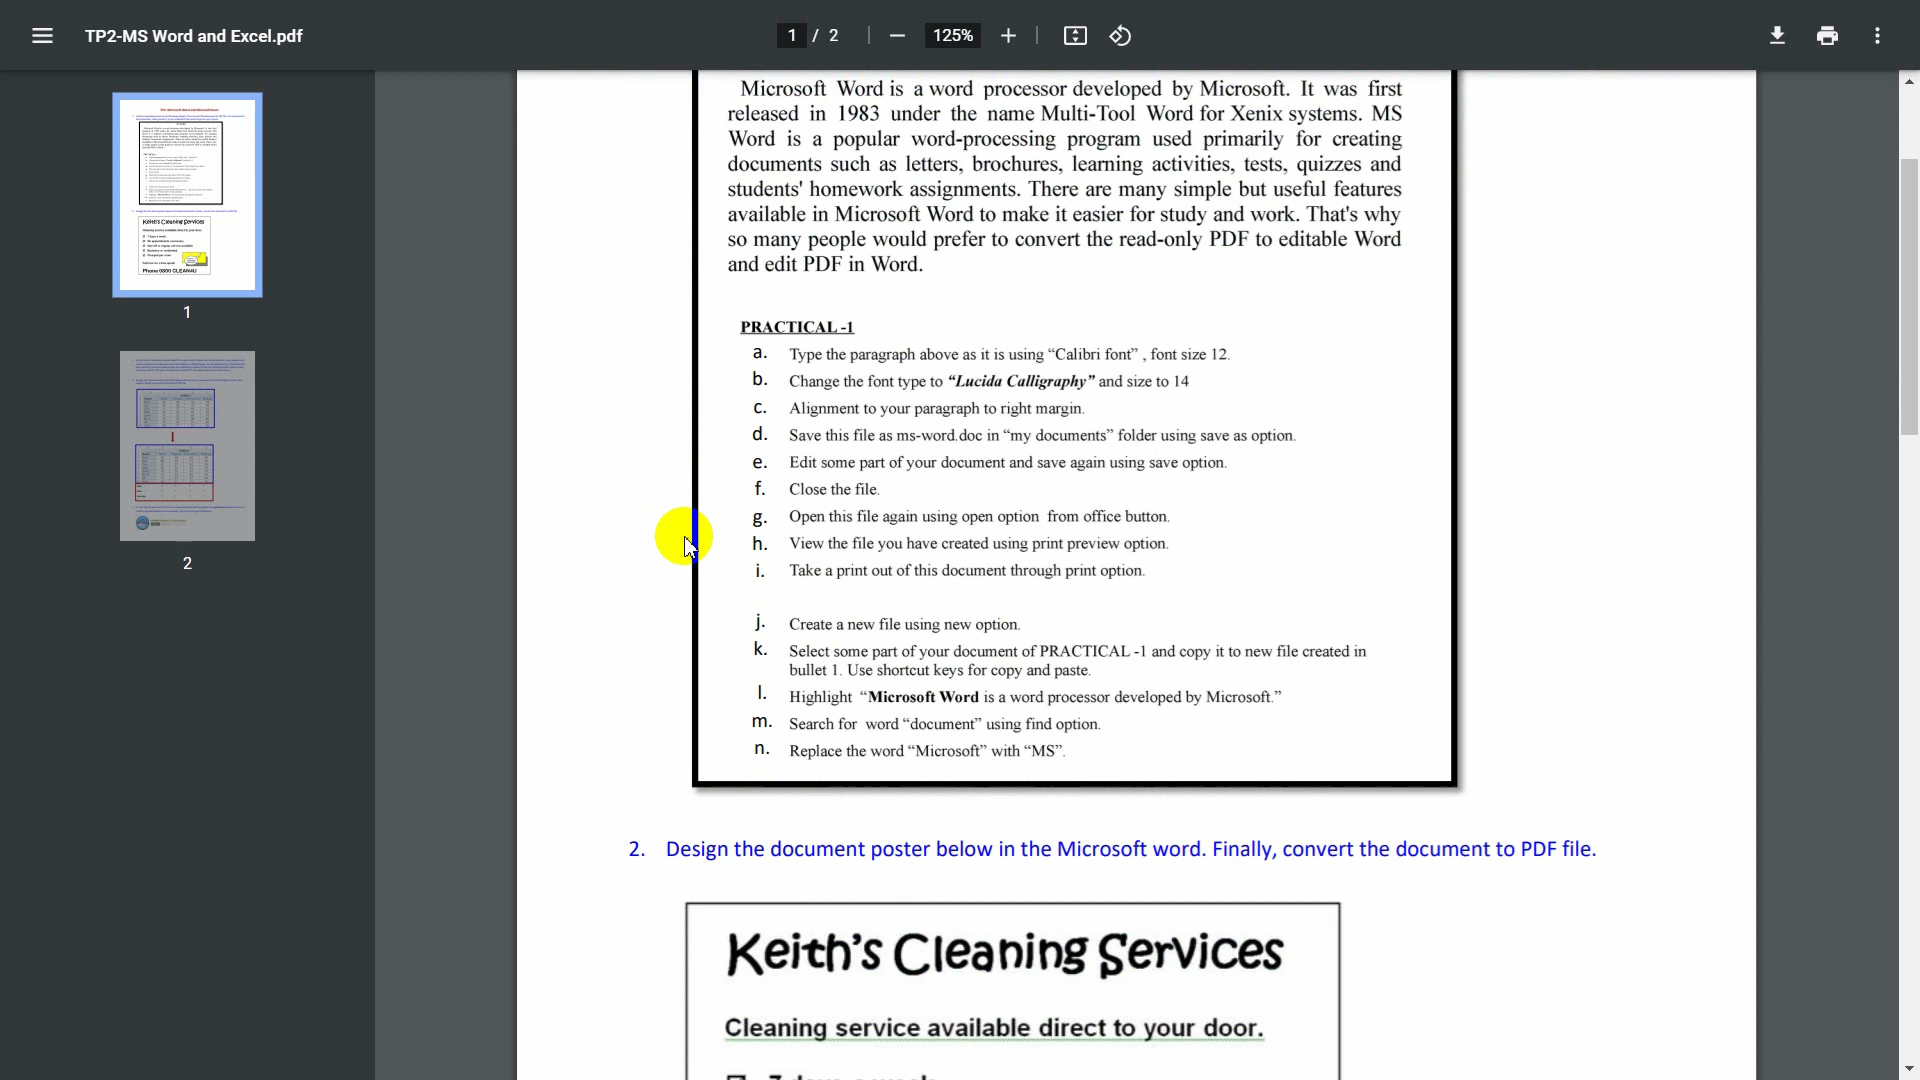 TP2-MS Word and Excel.pdf
1 / 2
125%
Microsoft Word is a word processor developed by Microsoft. It was first
released in 1983 under the name Multi-Tool Word for Xenix systems. MS
Word is a popular word-processing program used primarily for creating
documents such as letters, brochures, learning activities, tests, quizzes and
students' homework assignments. There are many simple but useful features
available in Microsoft Word to make it easier for study and work. That's why
so many people would prefer to convert the read-only PDF to editable Word
and edit PDF in Word.
PRACTICAL -1
a. Type the paragraph above as it is using “Calibri font” , font size 12.
b. Change the font type to “Lucida Calligraphy” and size to 14
c. Alignment to your paragraph to right margin.
d. Save this file as ms-word.doc in “my documents” folder using save as option.
e. Edit some part of your document and save again using save option.
f. Close the file.
g. Open this file again using open option from office button.
h. View the file you have created using print preview option.
i. Take a print out of this document through print option.
j. Create a new file using new option.
k. Select some part of your document of PRACTICAL -1 and copy it to new file created in
bullet 1. Use shortcut keys for copy and paste.
l. Highlight “Microsoft Word is a word processor developed by Microsoft.”
m. Search for word “document” using find option.
n. Replace the word “Microsoft” with “MS”.
2. Design the document poster below in the Microsoft word. Finally, convert the document to PDF file.
Keith's Cleaning Services
Cleaning service available direct to your door.
7 days a week
Keith's Cleaning Services
Phone 0800 CLEAN4U
1
2